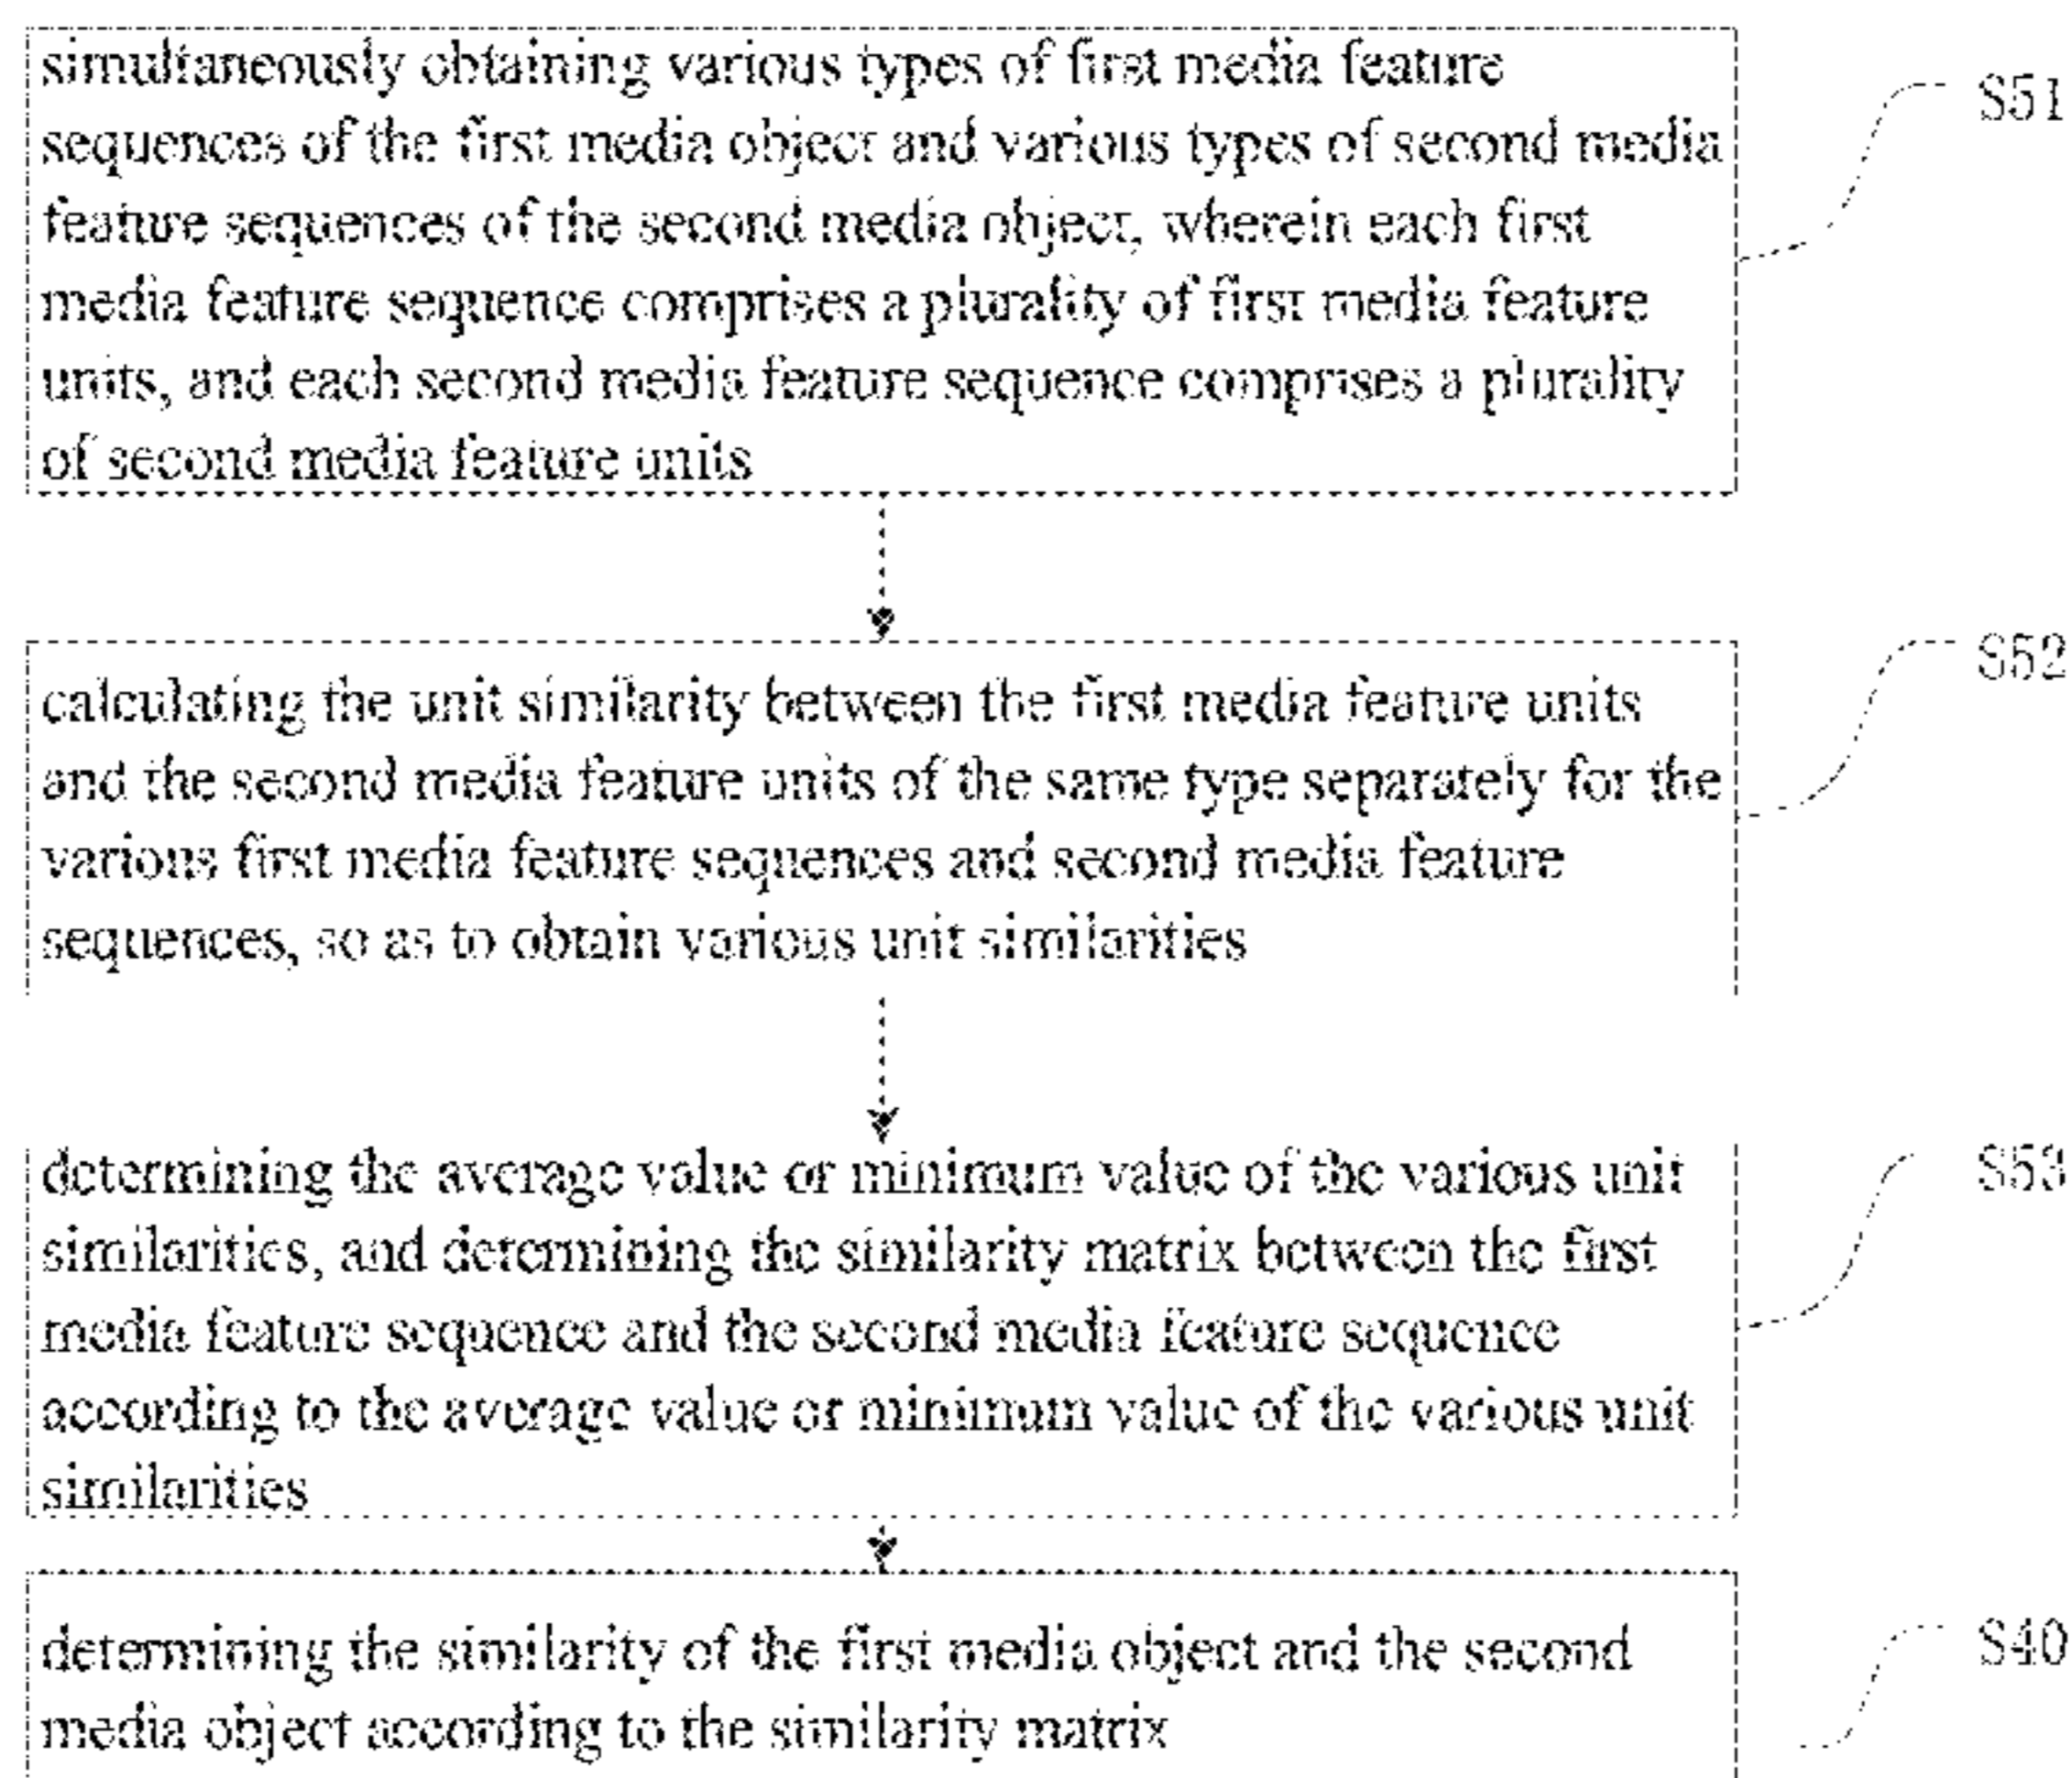 simultaneously obtaining various types of first media feature
sequences of the first media object and various types of second media
feature sequences of the second media object, wherein each first
media feature sequence comprises a plurality of first media feature
units, and each second media feature sequence comprises a plurality
of second media feature units
S51
calculating the unit similarity between the first media feature units
and the second media feature units of the same type separately for the
various first media feature sequences and second media feature
sequences, so as to obtain various unit similarities
S52
determining the average value or minimum value of the various unit
similarities, and determining the similarity matrix between the first
media feature sequence and the second media feature sequence
according to the average value or minimum value of the various unit
similarities
S53
determining the similarity of the first media object and the second
media object according to the similarity matrix
S40